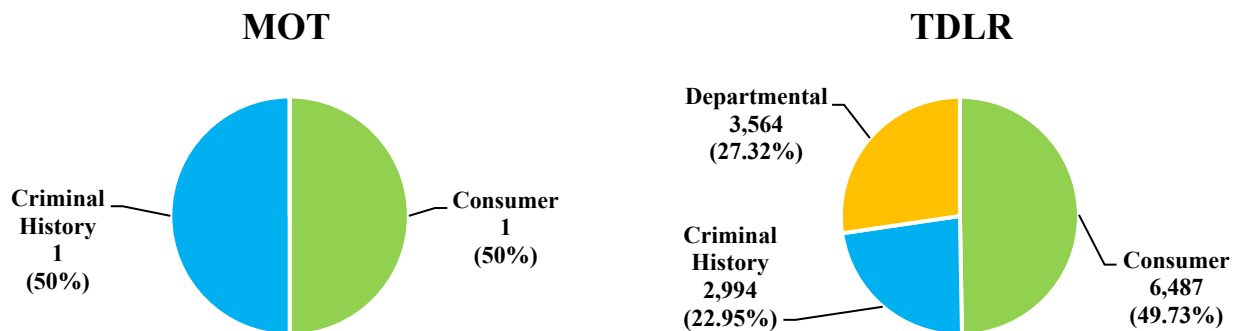 MOT
Criminal
History
1
(50%)
Consumer
1
(50%)
TDLR
Departmental
3,564
(27.32%)
Criminal
History
2,994
(22.95%)
Consumer
6,487
(49.73%)